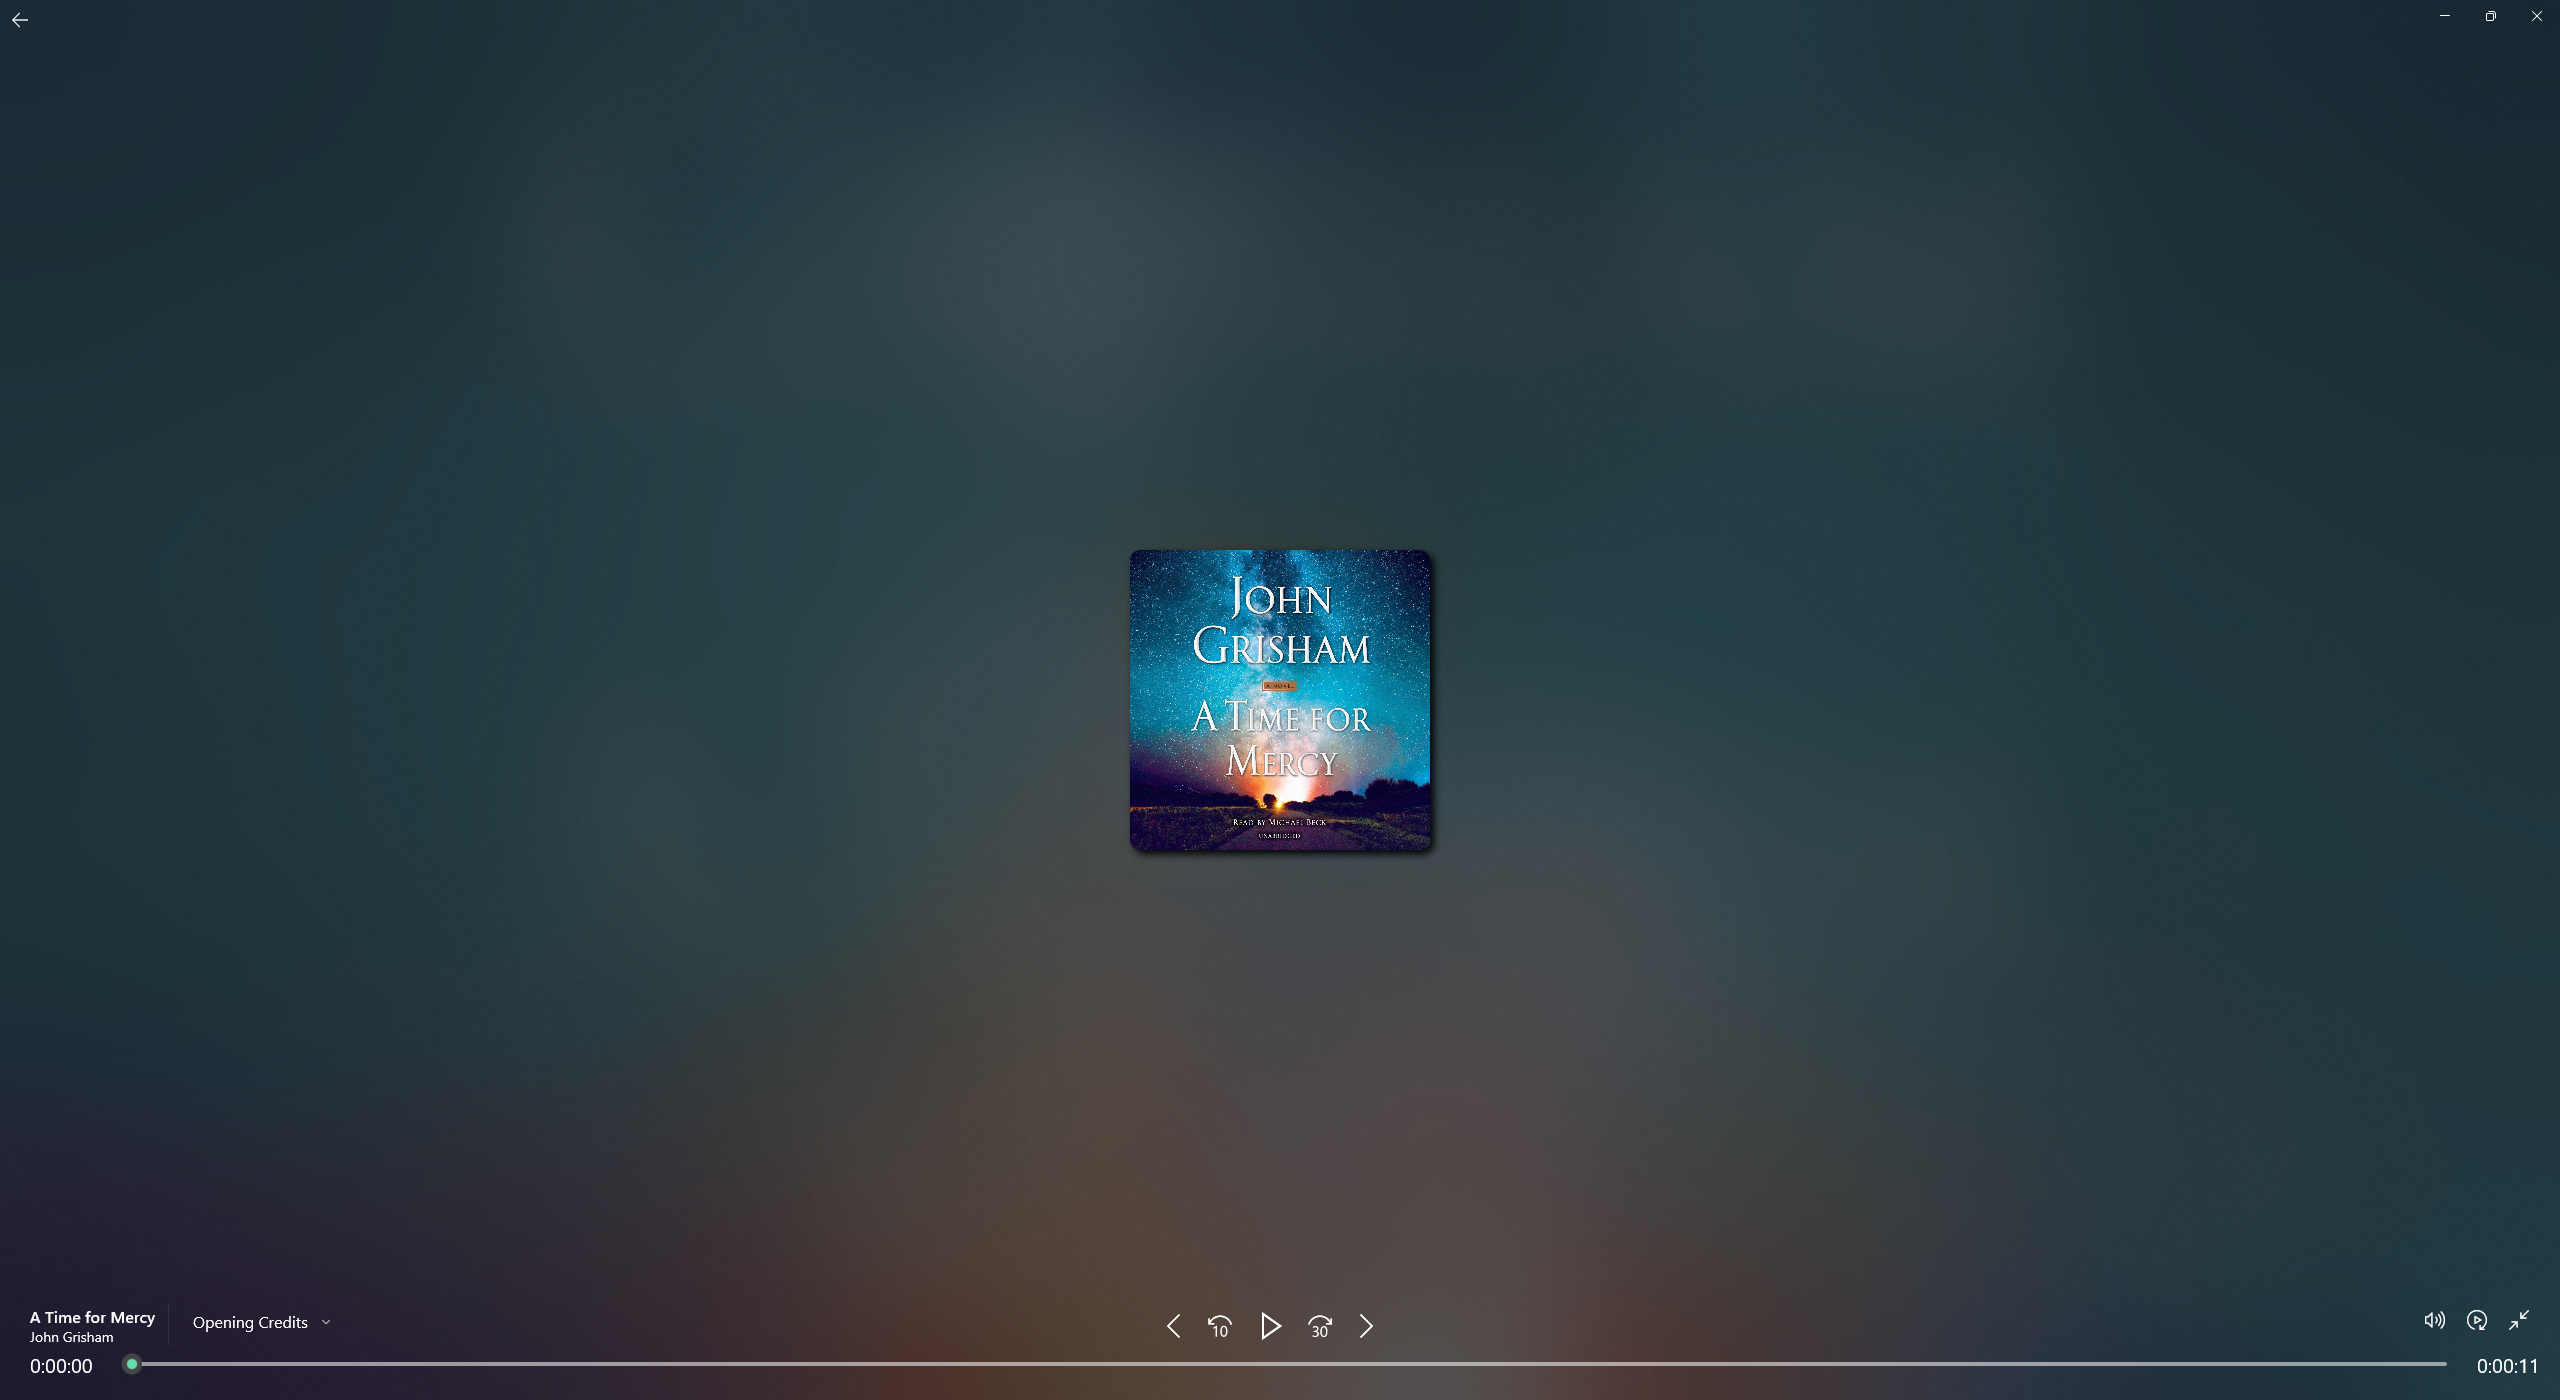 JOHN
GRISHAM
A NOVEL
A TIME FOR
MERCY
READ BY MICHAEL BECK
UNABRIDGED
A Time for Mercy
John Grisham
Opening Credits
10
30
0:00:00
0:00:11